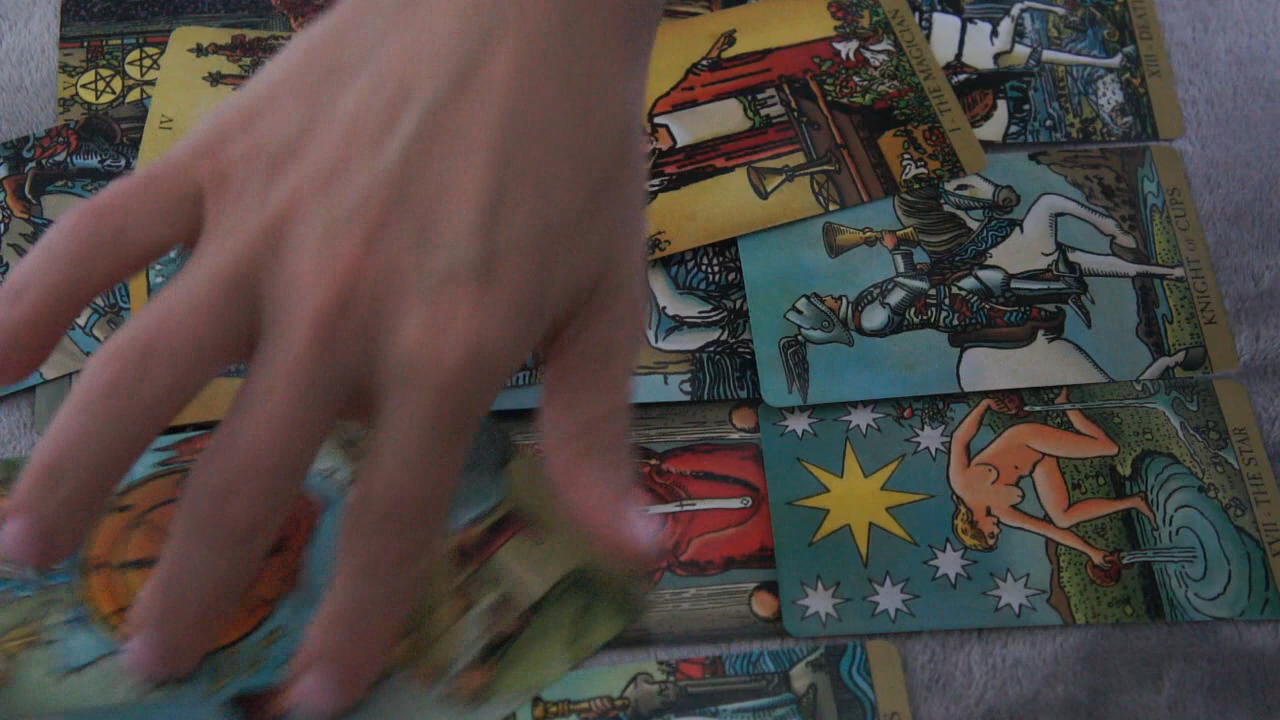 IV
I THE MAGICIAN
XIII · DEATH
KNIGHT OF CUPS
XVII · THE STAR